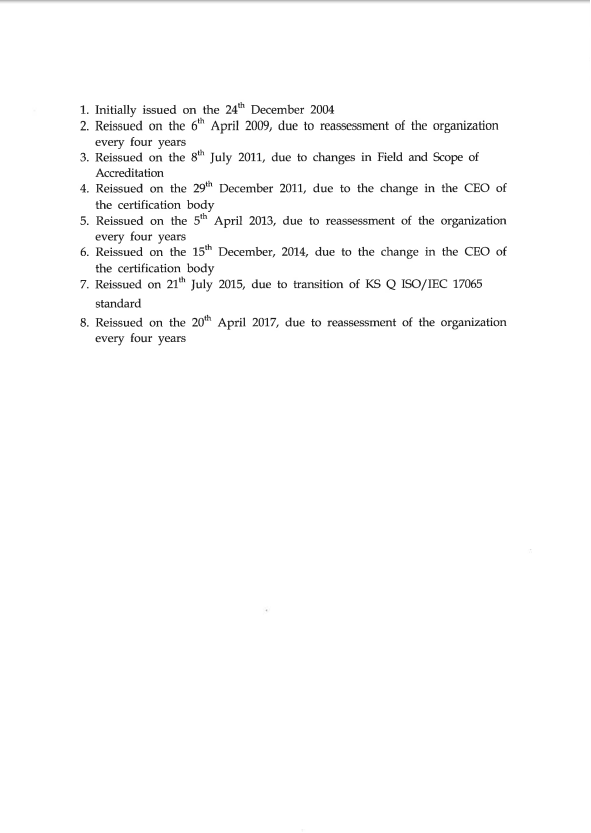 1. Initially issued on the 24th December 2004
2. Reissued on the 6th April 2009, due to reassessment of the organization
every four years
3. Reissued on the 8th July 2011, due to changes in Field and Scope of
Accreditation
4. Reissued on the 29th December 2011, due to the change in the CEO of
the certification body
5. Reissued on the 5th April 2013, due to reassessment of the organization
every four years
6. Reissued on the 15th December, 2014, due to the change in the CEO of
the certification body
7. Reissued on 21th July 2015, due to transition of KS Q ISO/IEC 17065
standard
8. Reissued on the 20th April 2017, due to reassessment of the organization
every four years